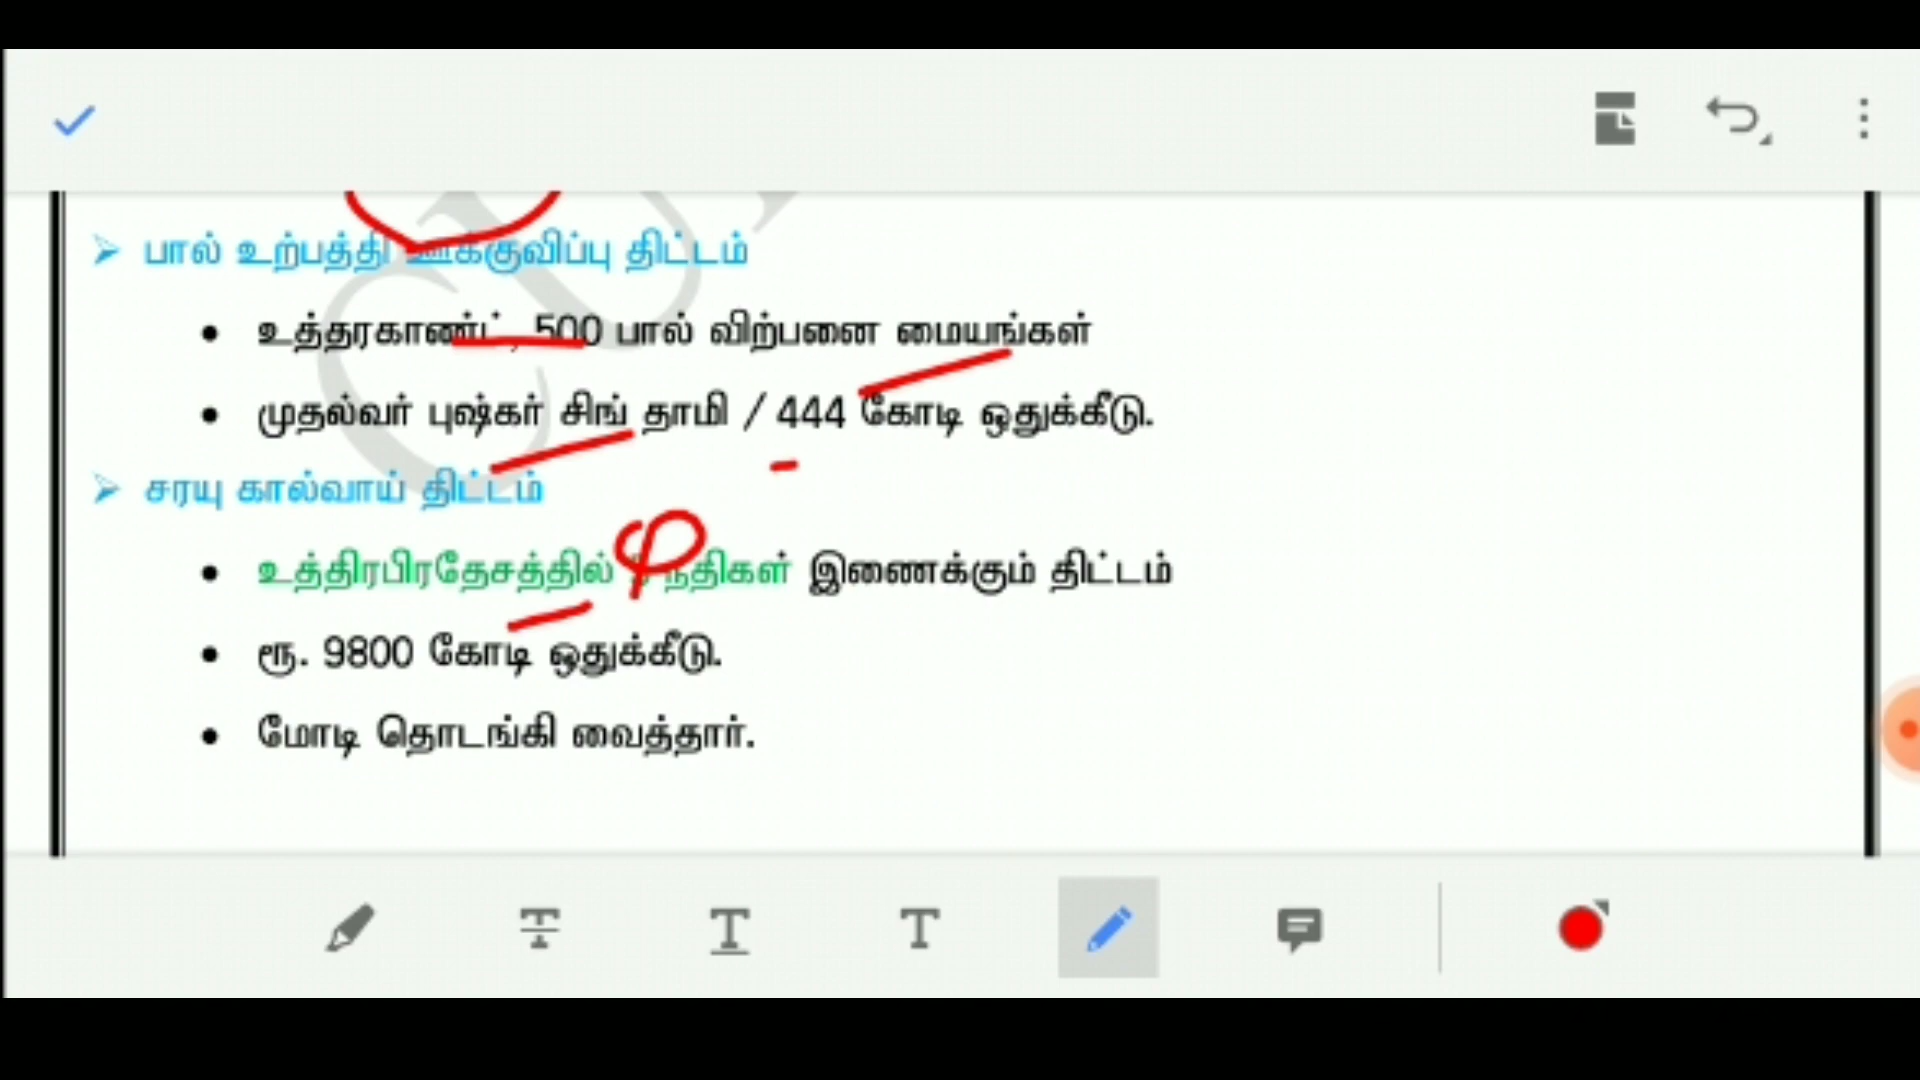 பால் உற்பத்தி ஊக்குவிப்பு திட்டம்
உத்தரகாண்ட், 500 பால் விற்பனை மையங்கள்
முதல்வர் புஷ்கர் சிங் தாமி / 444 கோடி ஒதுக்கீடு.
சரயு கால்வாய் திட்டம்
உத்திரபிரதேசத்தில் நதிகள் இணைக்கும் திட்டம்
ரூ. 9800 கோடி ஒதுக்கீடு.
மோடி தொடங்கி வைத்தார்.